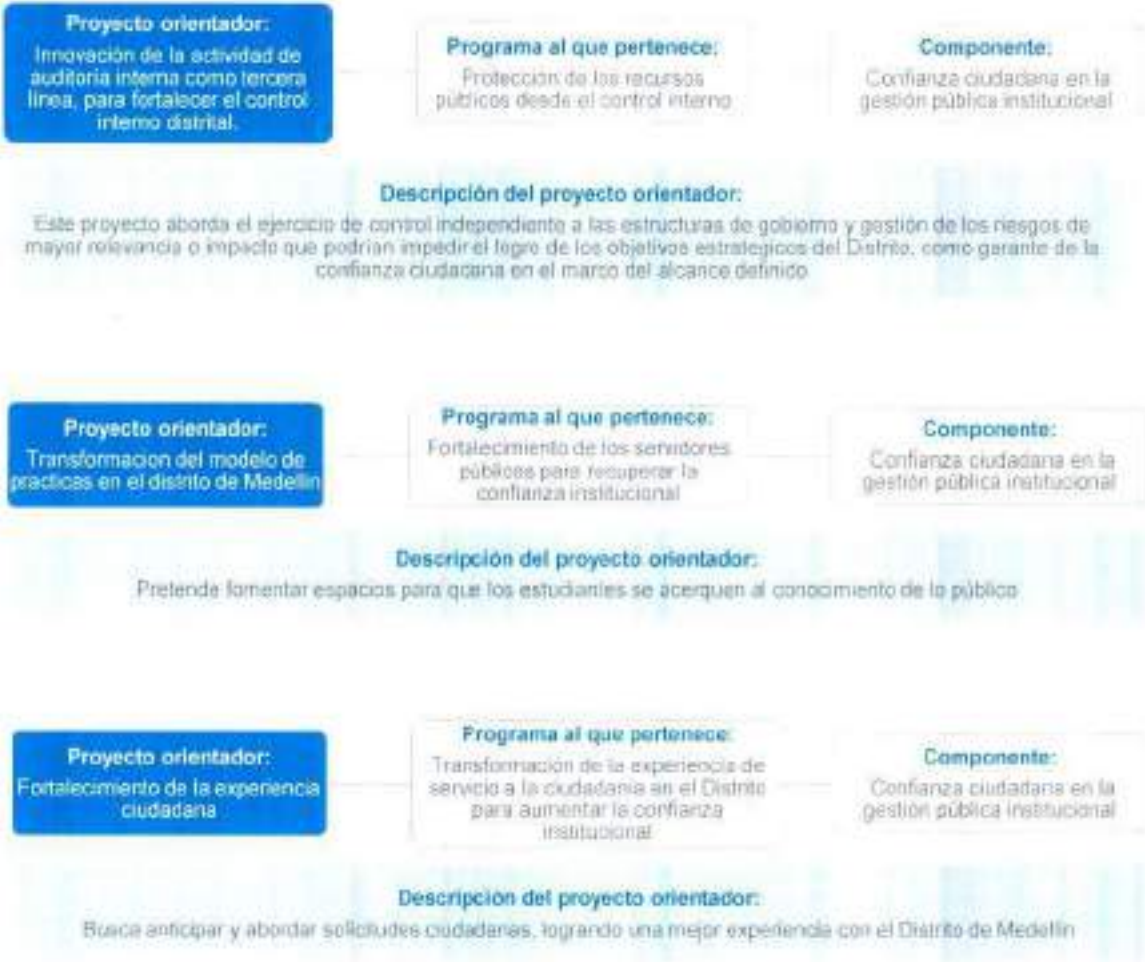 Proyecto orientador:
Innovación de la actividad de
auditoría interna como tercera
línea, para fortalecer el control
interno distrital.
Programa al que pertenece:
Protección de los recursos
públicos desde el control interno
Componente:
Confianza ciudadana en la
gestión pública institucional
Descripción del proyecto orientador:
Este proyecto aborda el ejercicio de control independiente a las estructuras de gobierno y gestión de los riesgos de
mayor relevancia o impacto que podrían impedir el logro de los objetivos estratégicos del Distrito, como garante de la
confianza ciudadana en el marco del alcance definido
Proyecto orientador:
Transformacion del modelo de
practicas en el distrito de Medellín
Programa al que pertenece:
Fortalecimiento de los servidores
públicos para recuperar la
confianza institucional
Componente:
Confianza ciudadana en la
gestión pública institucional
Descripción del proyecto orientador:
Pretende fomentar espacios para que los estudiantes se acerquen al conocimiento de lo público
Proyecto orientador:
Fortalecimiento de la experiencia
ciudadana
Programa al que pertenece:
Transformación de la experiencia de
servicio a la ciudadanía en el Distrito
para aumentar la confianza
institucional
Componente:
Confianza ciudadana en la
gestión pública institucional
Descripción del proyecto orientador:
Busca anticipar y abordar solicitudes ciudadanas, logrando una mejor experiencia con el Distrito de Medellín